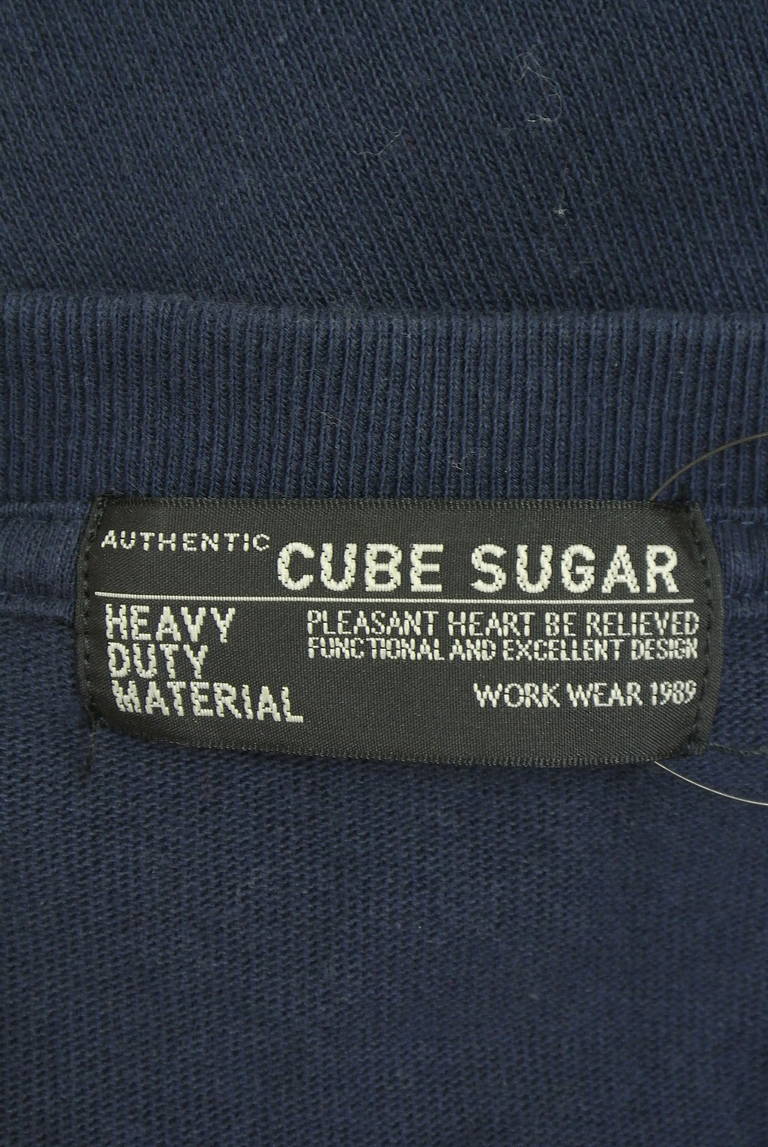 AUTHENTIC CUBE SUGAR
HEAVY
DUTY
MATERIAL
PLEASANT HEART BE RELIEVED
FUNCTIONAL AND EXCELLENT DESIGN
WORK WEAR 1989